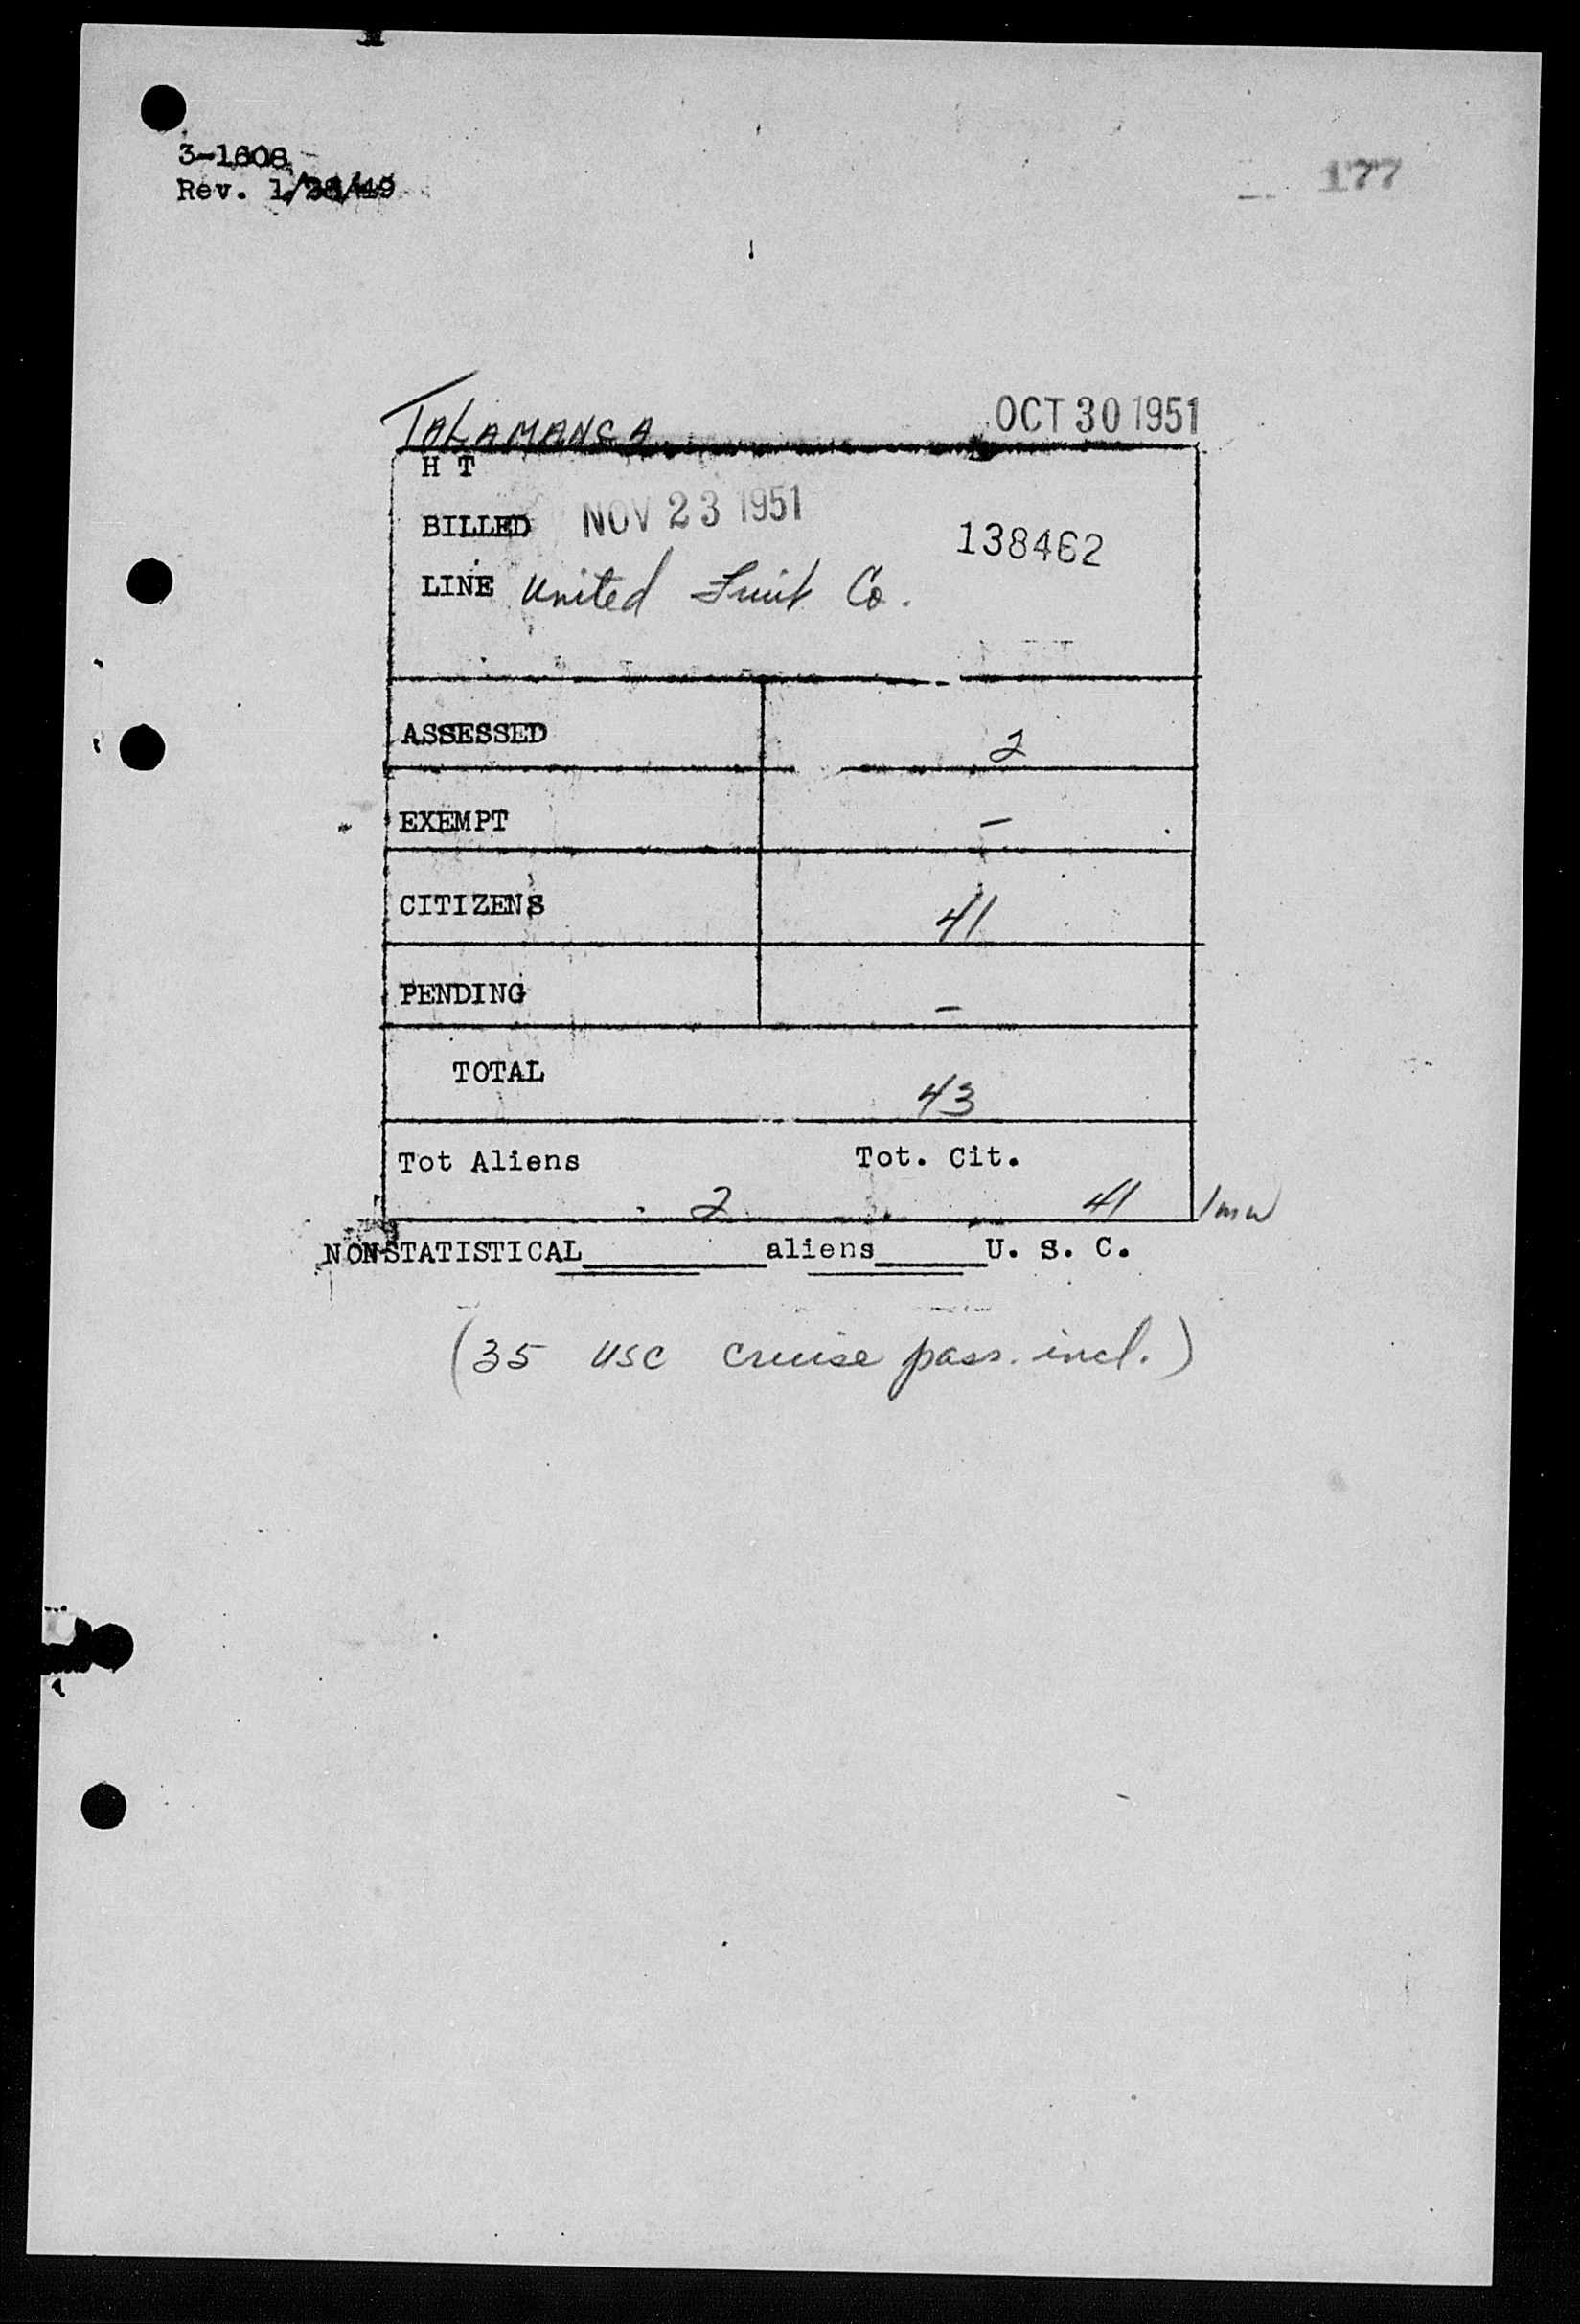 3-1608
177
Rev. 1/28/49
TALAMANCA OCT 30 1951
H T
BILLED NOV 23 1951 138462
LINE United Fruit Co.
ASSESSED 2
EXEMPT –
CITIZENS 41
PENDING –
TOTAL 43
Tot Aliens Tot. Cit.
2 41 /mw
NONSTATISTICAL______aliens____U. S. C.
(35 USC cruise pass. incl.)